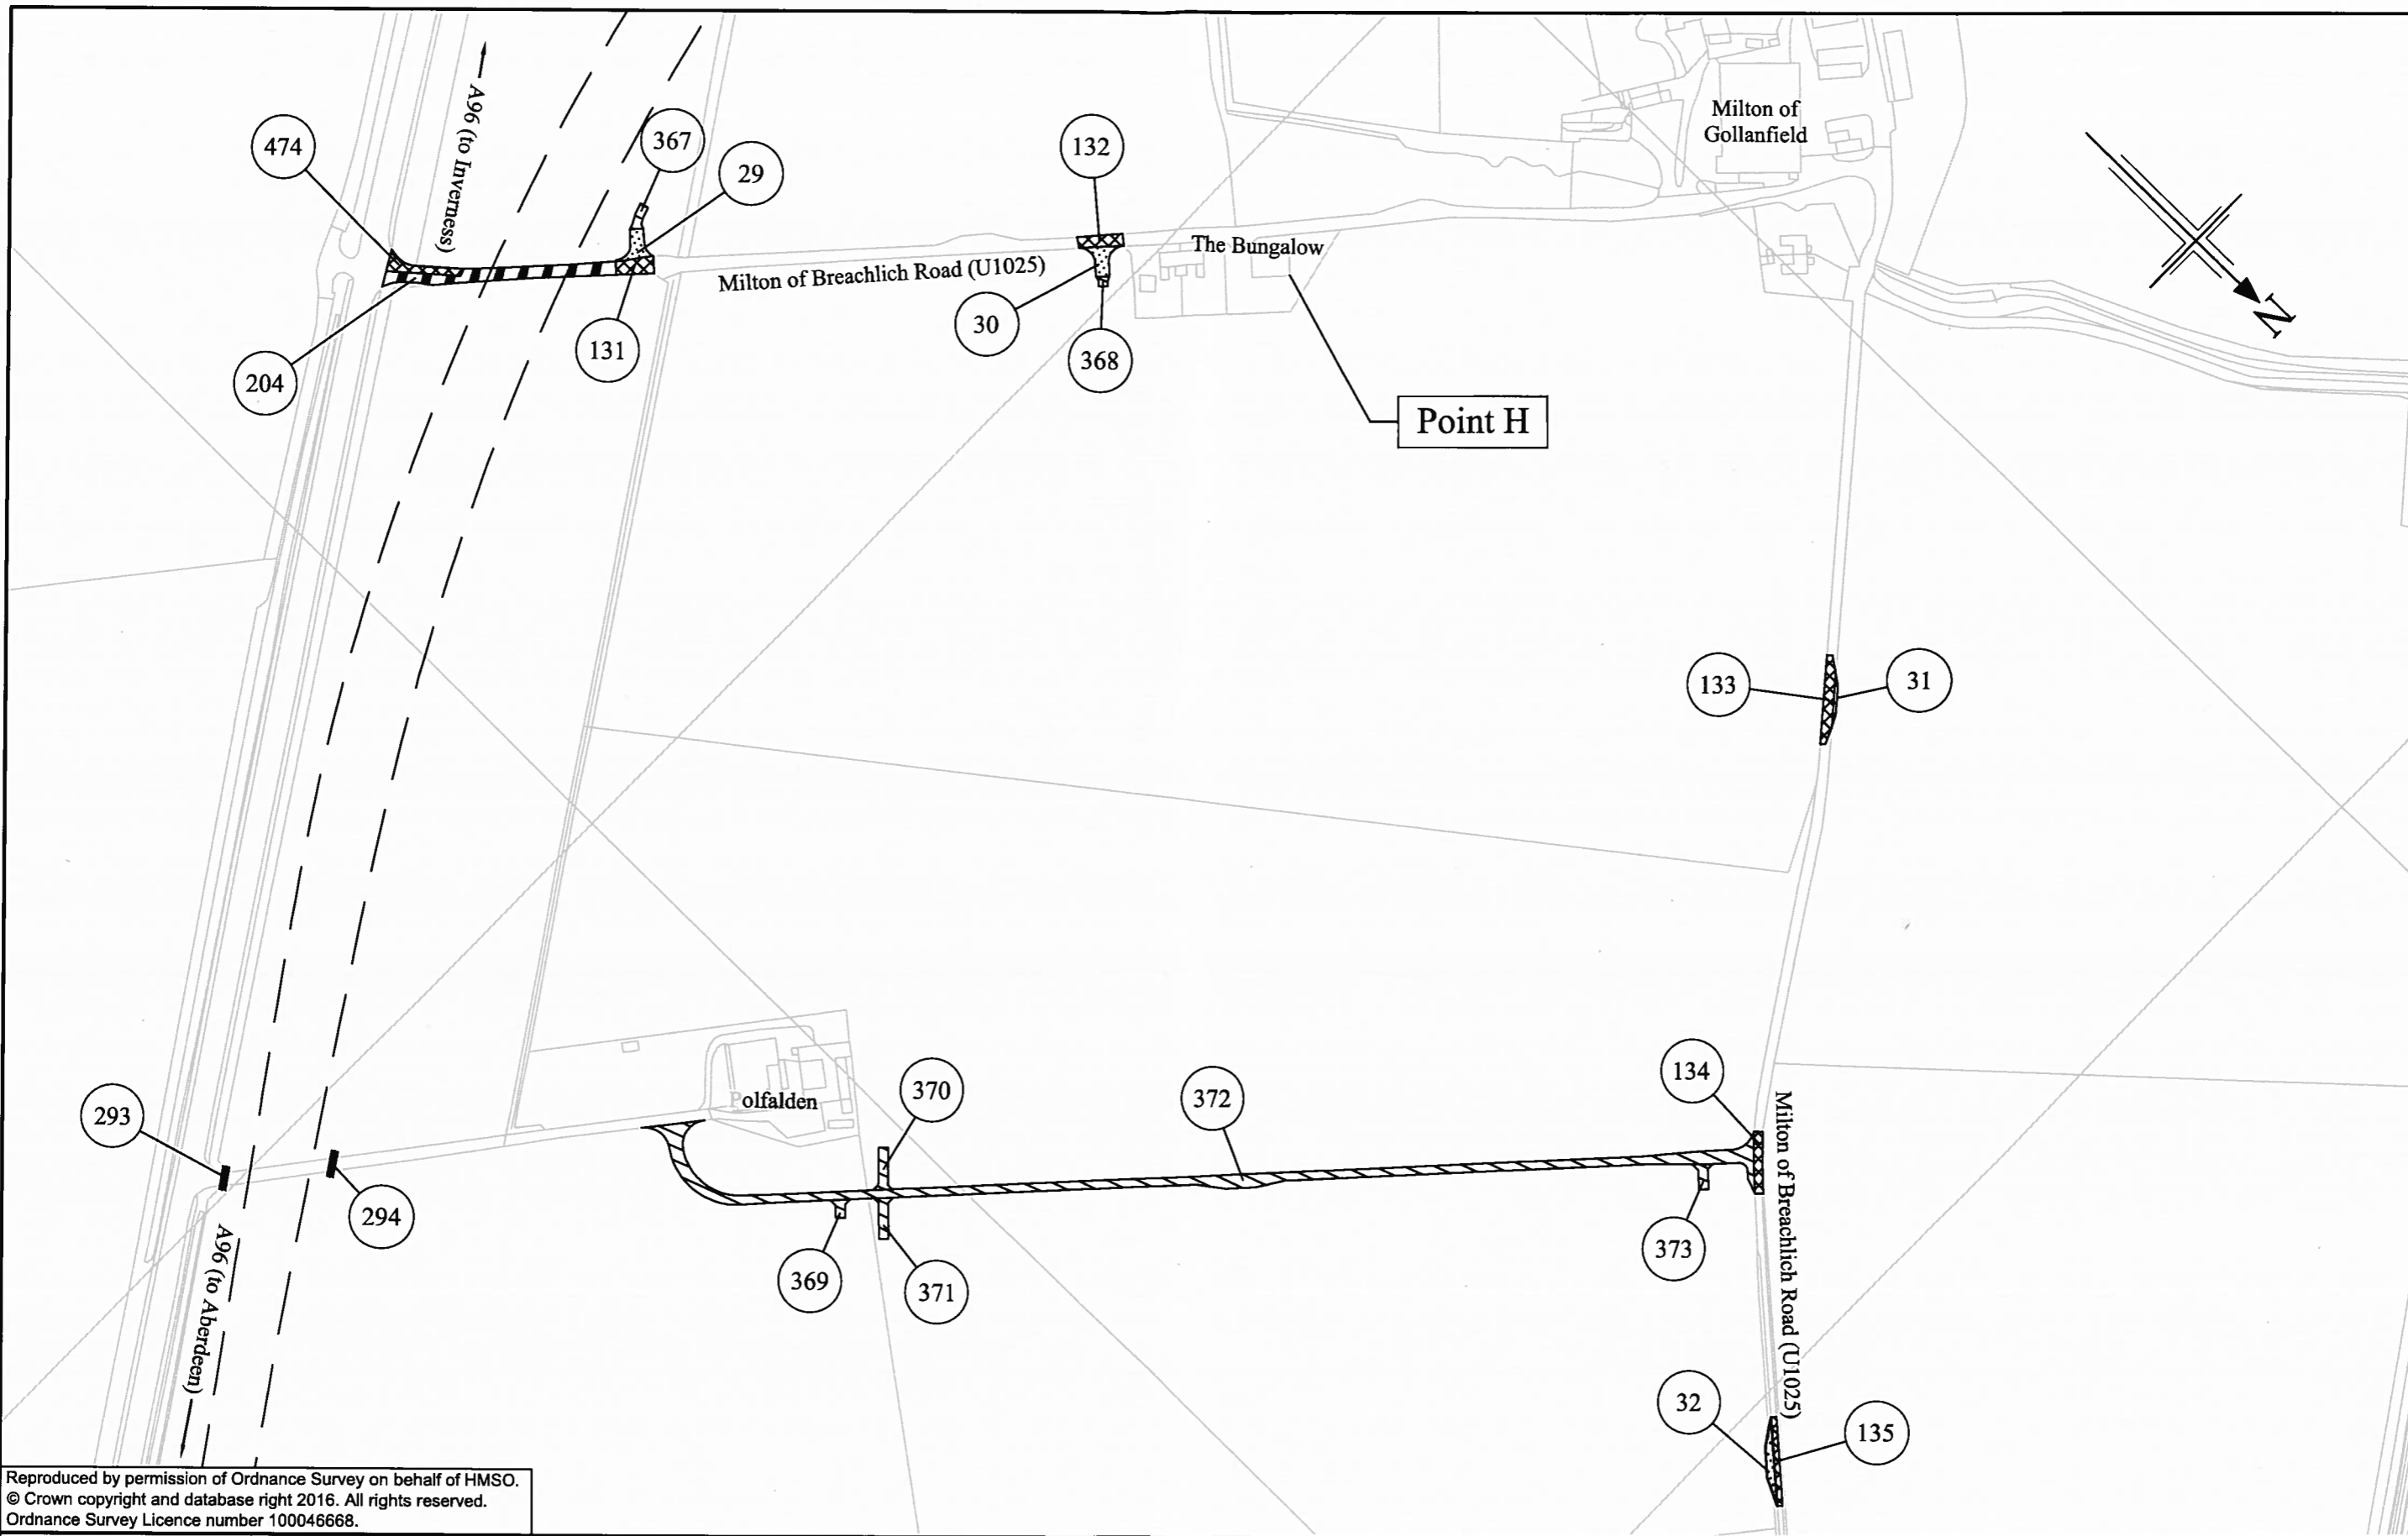 A96 (to Inverness)
474
367
29
132
Milton of
Gollanfield
The Bungalow
Milton of Breachlich Road (U1025)
30
368
131
204
N
Point H
133
31
370
372
134
Polfalden
293
294
369
371
373
Milton of Breachlich Road (U1025)
A96 (to Aberdeen)
32
135
Reproduced by permission of Ordnance Survey on behalf of HMSO.
© Crown copyright and database right 2016. All rights reserved.
Ordnance Survey Licence number 100046668.